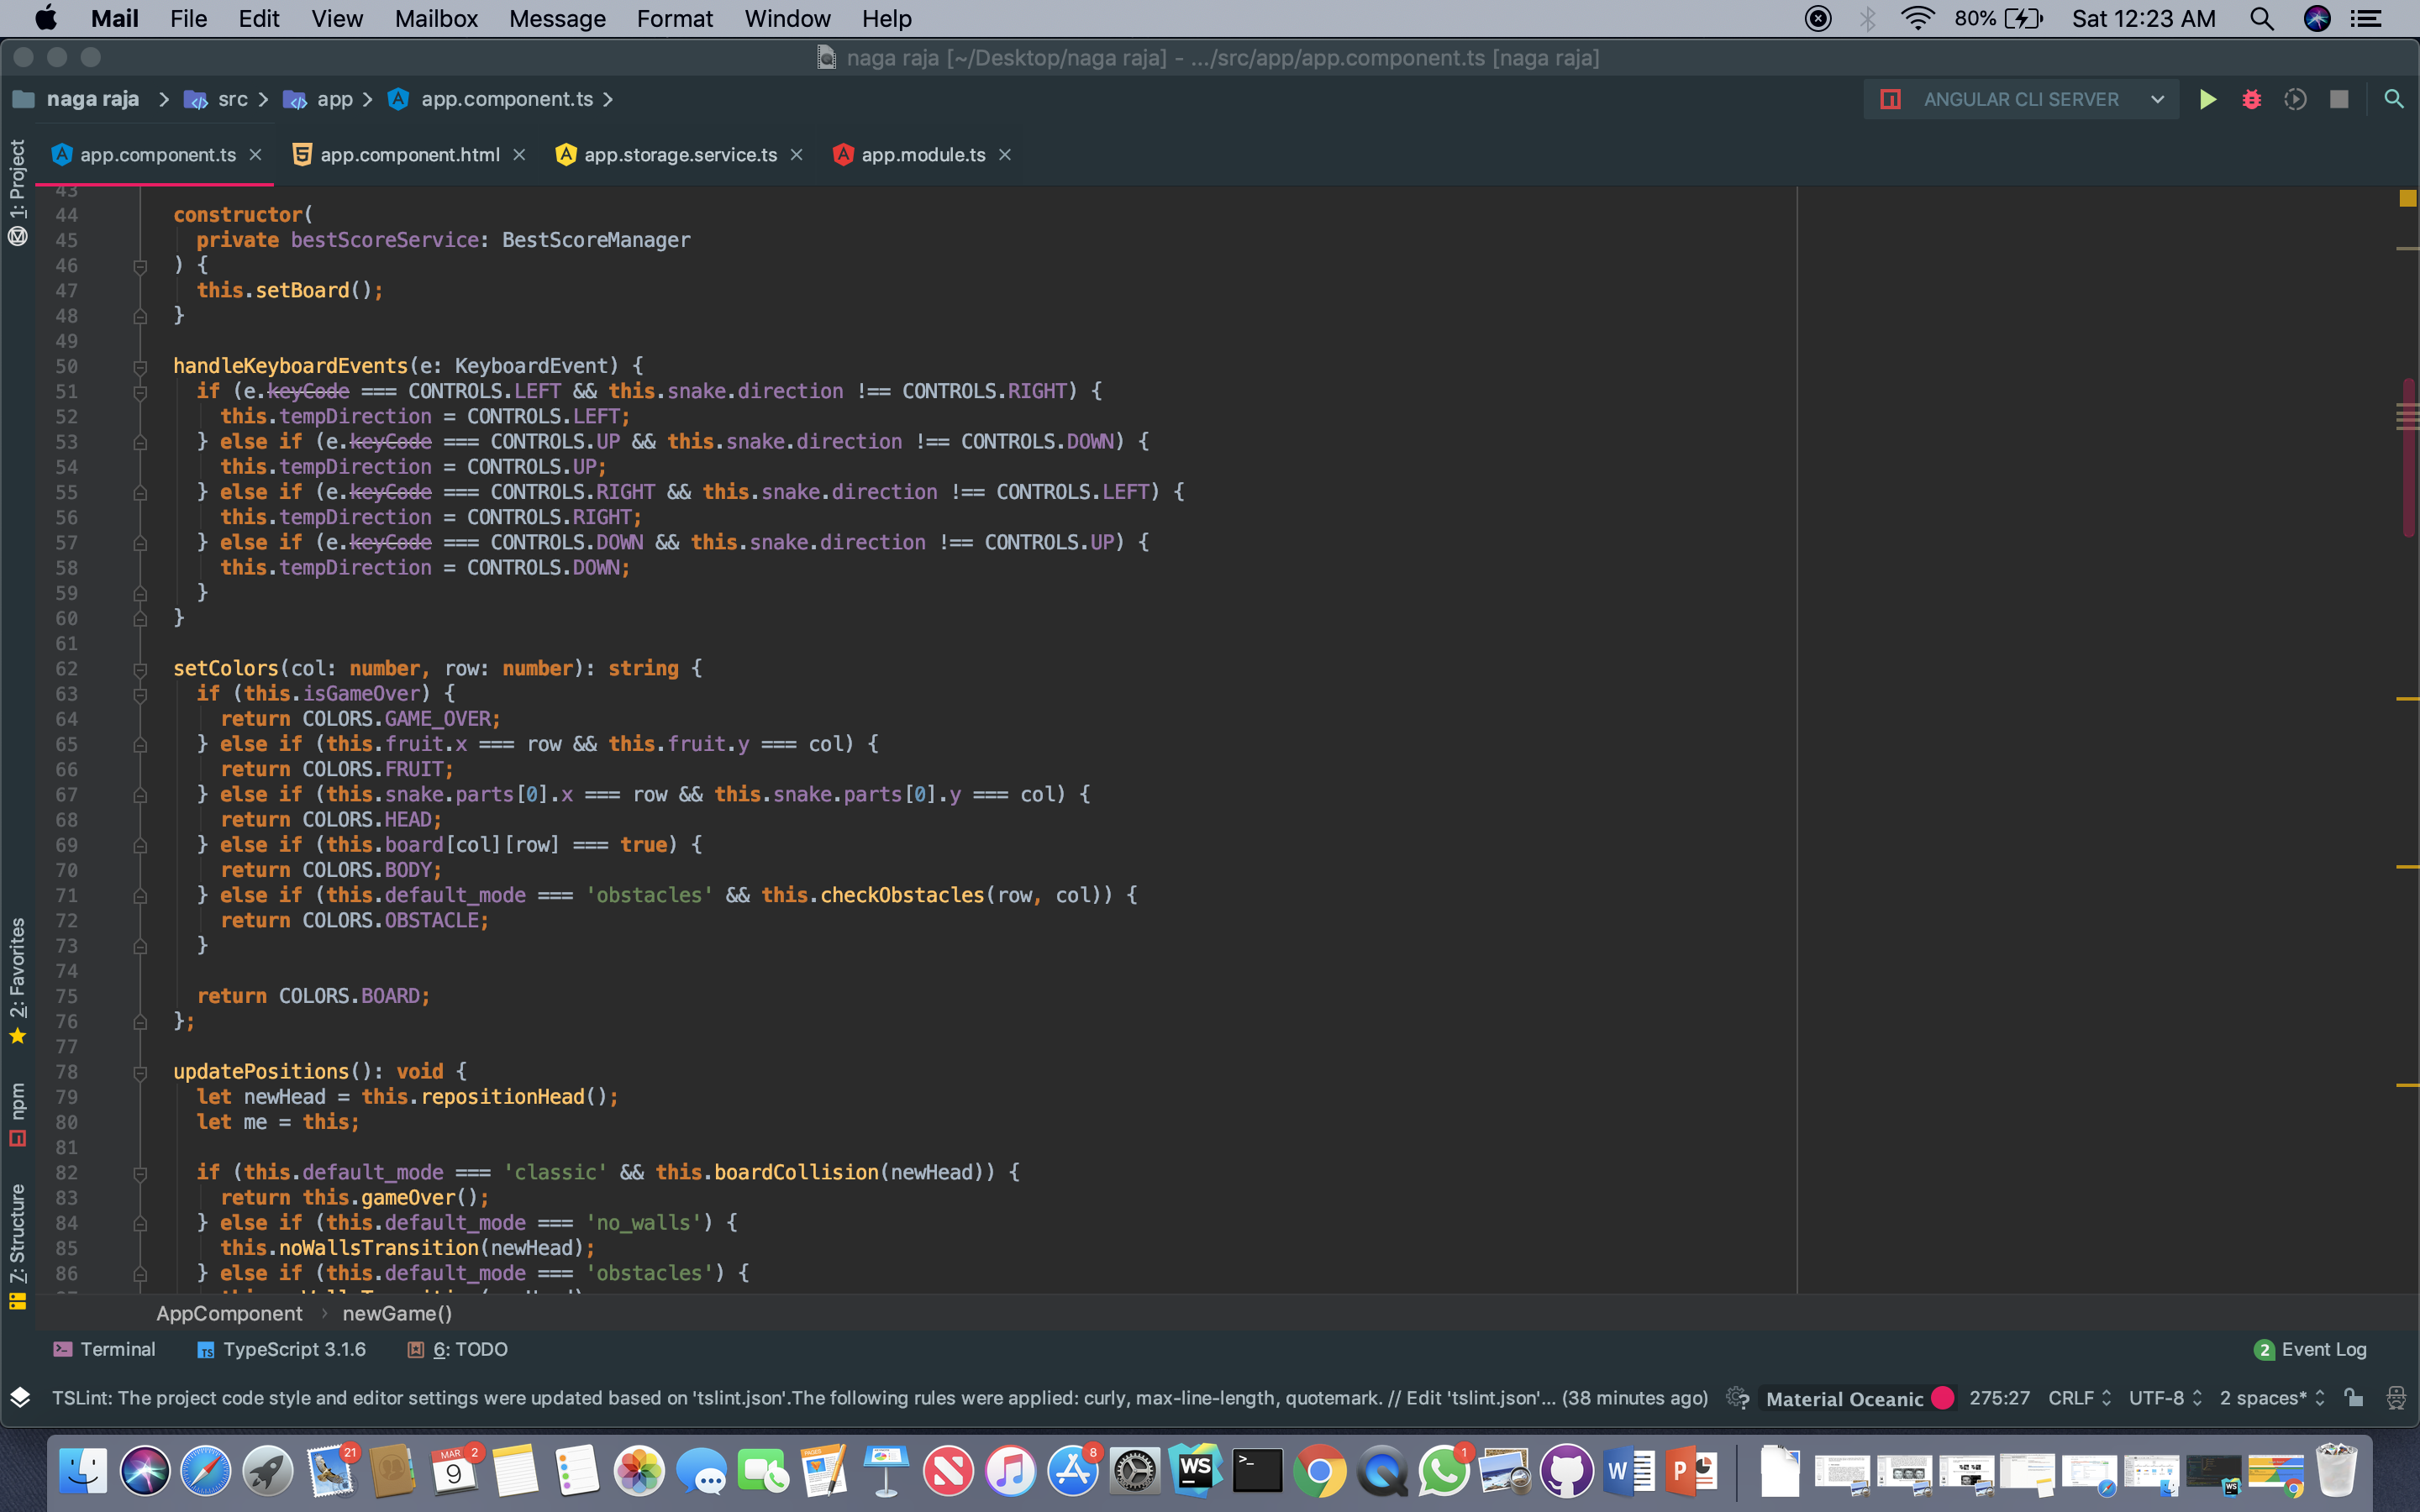 Mail File Edit View Mailbox Message Format Window Help 80% Sat 12:23 AM
naga raja [~/Desktop/naga raja] - .../src/app/app.component.ts [naga raja]
naga raja src app app.component.ts ANGULAR CLI SERVER
app.component.ts app.component.html app.storage.service.ts app.module.ts
1: Project
2: Favorites
npm
7: Structure
43
44 constructor(
45 private bestScoreService: BestScoreManager
46 ) {
47 this.setBoard();
48 }
49
50 handleKeyboardEvents(e: KeyboardEvent) {
51 if (e.keyCode === CONTROLS.LEFT && this.snake.direction !== CONTROLS.RIGHT) {
52 this.tempDirection = CONTROLS.LEFT;
53 } else if (e.keyCode === CONTROLS.UP && this.snake.direction !== CONTROLS.DOWN) {
54 this.tempDirection = CONTROLS.UP;
55 } else if (e.keyCode === CONTROLS.RIGHT && this.snake.direction !== CONTROLS.LEFT) {
56 this.tempDirection = CONTROLS.RIGHT;
57 } else if (e.keyCode === CONTROLS.DOWN && this.snake.direction !== CONTROLS.UP) {
58 this.tempDirection = CONTROLS.DOWN;
59 }
60 }
61
62 setColors(col: number, row: number): string {
63 if (this.isGameOver) {
64 return COLORS.GAME_OVER;
65 } else if (this.fruit.x === row && this.fruit.y === col) {
66 return COLORS.FRUIT;
67 } else if (this.snake.parts[0].x === row && this.snake.parts[0].y === col) {
68 return COLORS.HEAD;
69 } else if (this.board[col][row] === true) {
70 return COLORS.BODY;
71 } else if (this.default_mode === 'obstacles' && this.checkObstacles(row, col)) {
72 return COLORS.OBSTACLE;
73 }
74
75 return COLORS.BOARD;
76 };
77
78 updatePositions(): void {
79 let newHead = this.repositionHead();
80 let me = this;
81
82 if (this.default_mode === 'classic' && this.boardCollision(newHead)) {
83 return this.gameOver();
84 } else if (this.default_mode === 'no_walls') {
85 this.noWallsTransition(newHead);
86 } else if (this.default_mode === 'obstacles') {
AppComponent newGame()
Terminal TypeScript 3.1.6 6: TODO 2 Event Log
TSLint: The project code style and editor settings were updated based on 'tslint.json'.The following rules were applied: curly, max-line-length, quotemark. // Edit 'tslint.json'... (38 minutes ago) Material Oceanic 275:27 CRLF UTF-8 2 spaces*
21 MAR 9 2 PAGES 8 WS >_ 1 W P